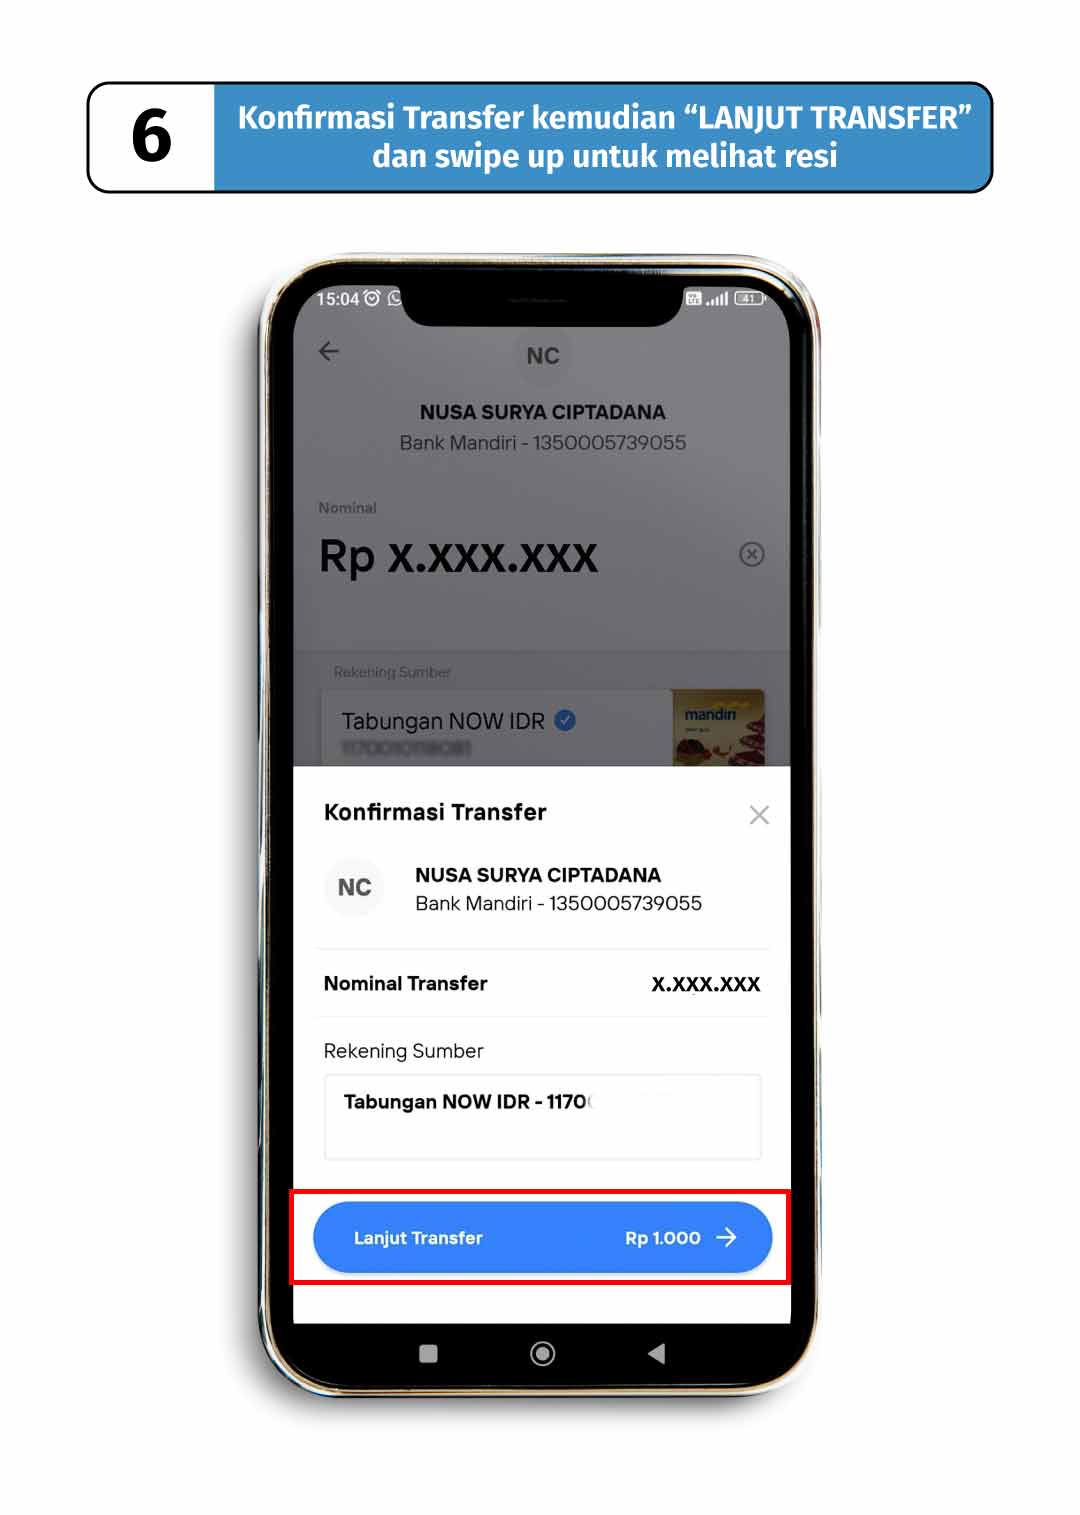 6
Konfirmasi Transfer kemudian “LANJUT TRANSFER”
dan swipe up untuk melihat resi
15:04
41
NC
NUSA SURYA CIPTADANA
Bank Mandiri - 1350005739055
Nominal
Rp x.xxx.xxx
Rekening Sumber
Tabungan NOW IDR
mandiri
Konfirmasi Transfer
NC
NUSA SURYA CIPTADANA
Bank Mandiri - 1350005739055
Nominal Transfer x.xxx.xxx
Rekening Sumber
Tabungan NOW IDR - 1170
Lanjut Transfer Rp 1.000